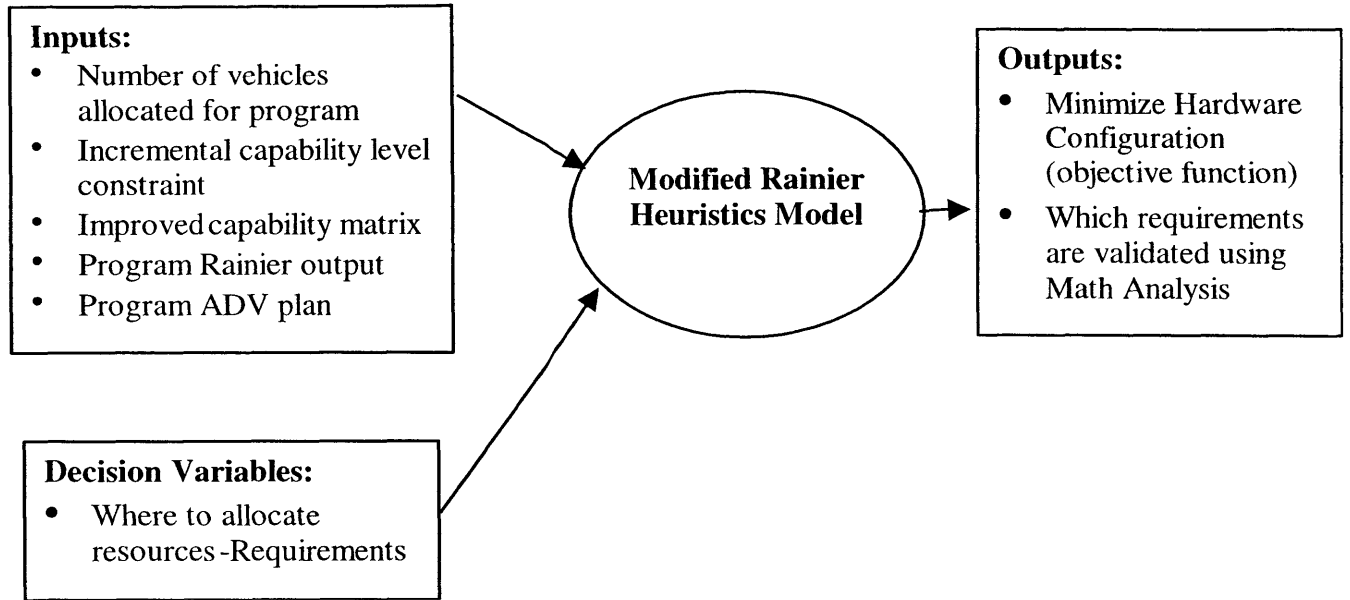 Inputs:
• Number of vehicles
allocated for program
• Incremental capability level
constraint
• Improved capability matrix
• Program Rainier output
• Program ADV plan
Decision Variables:
• Where to allocate
resources-Requirements
Modified Rainier
Heuristics Model
Outputs:
• Minimize Hardware
Configuration
(objective function)
• Which requirements
are validated using
Math Analysis